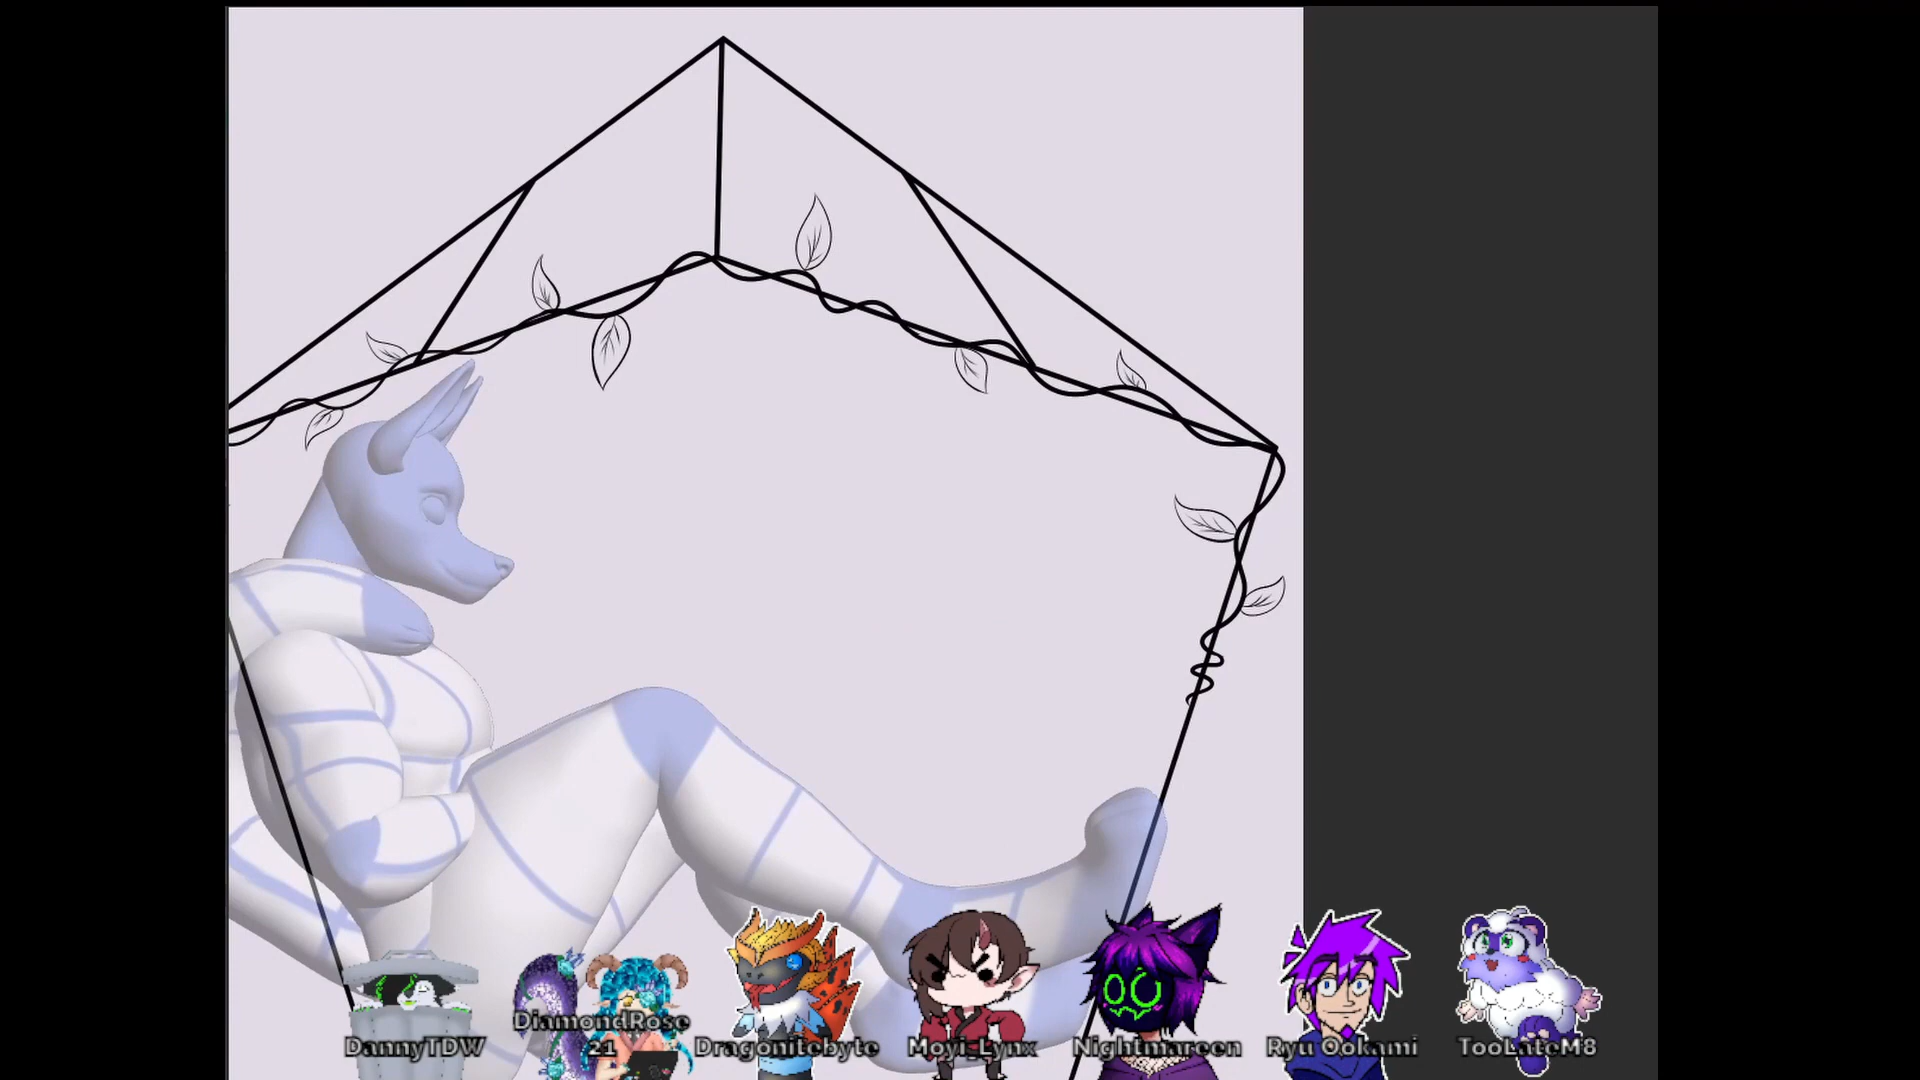 DannyTDW
DiamondRose
21
Dragonitebyte
Moyi_Lynx
Nightmareen
Ryu Ookami
TooLateM8